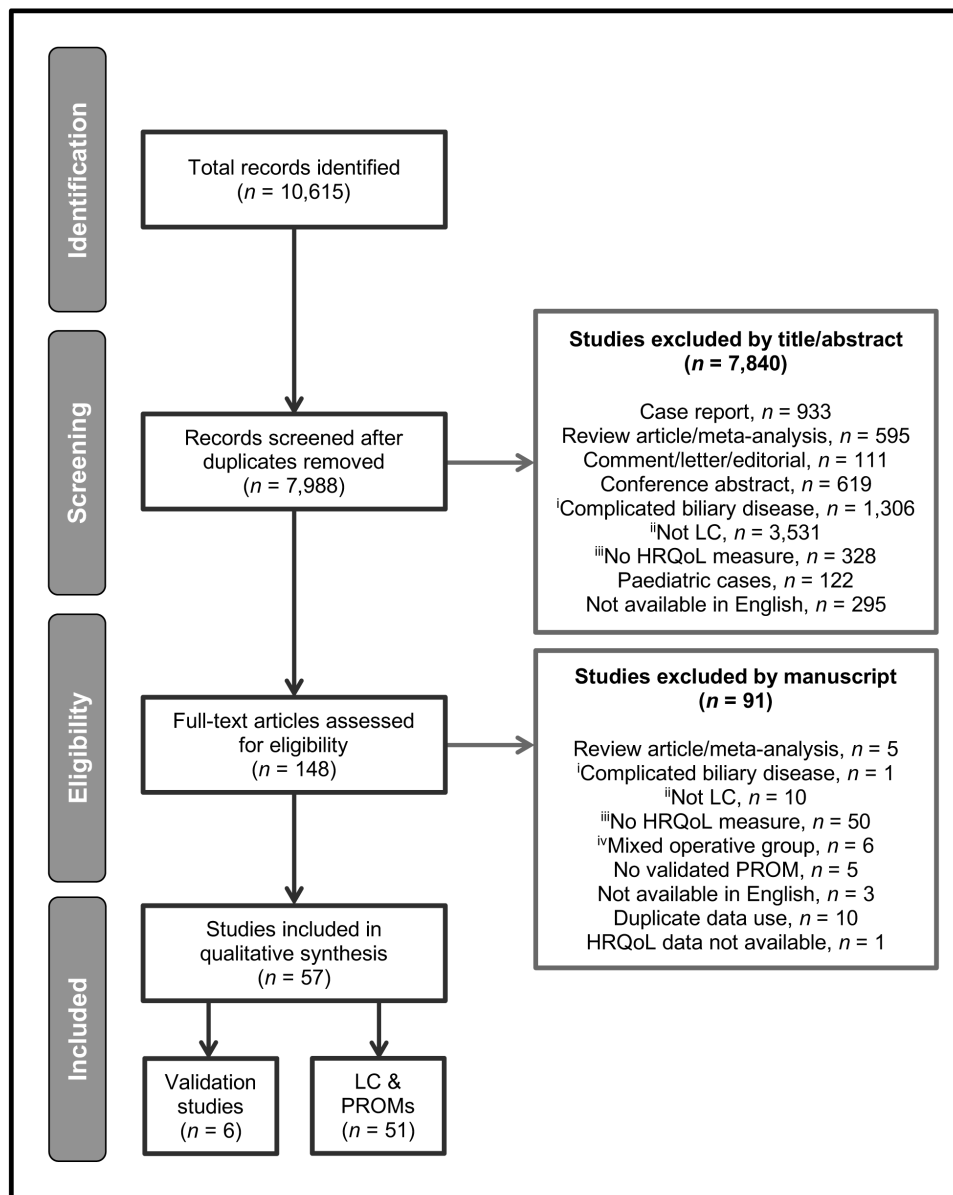 Identification
Total records identified
(n = 10,615)
Screening
Records screened after
duplicates removed
(n = 7,988)
Studies excluded by title/abstract
(n = 7,840)
Case report, n = 933
Review article/meta-analysis, n = 595
Comment/letter/editorial, n = 111
Conference abstract, n = 619
iComplicated biliary disease, n = 1,306
iiNot LC, n = 3,531
iiiNo HRQoL measure, n = 328
Paediatric cases, n = 122
Not available in English, n = 295
Eligibility
Full-text articles assessed
for eligibility
(n = 148)
Studies excluded by manuscript
(n = 91)
Review article/meta-analysis, n = 5
iComplicated biliary disease, n = 1
iiNot LC, n = 10
iiiNo HRQoL measure, n = 50
ivMixed operative group, n = 6
No validated PROM, n = 5
Not available in English, n = 3
Duplicate data use, n = 10
HRQoL data not available, n = 1
Included
Studies included in
qualitative synthesis
(n = 57)
Validation
studies
(n = 6)
LC &
PROMs
(n = 51)